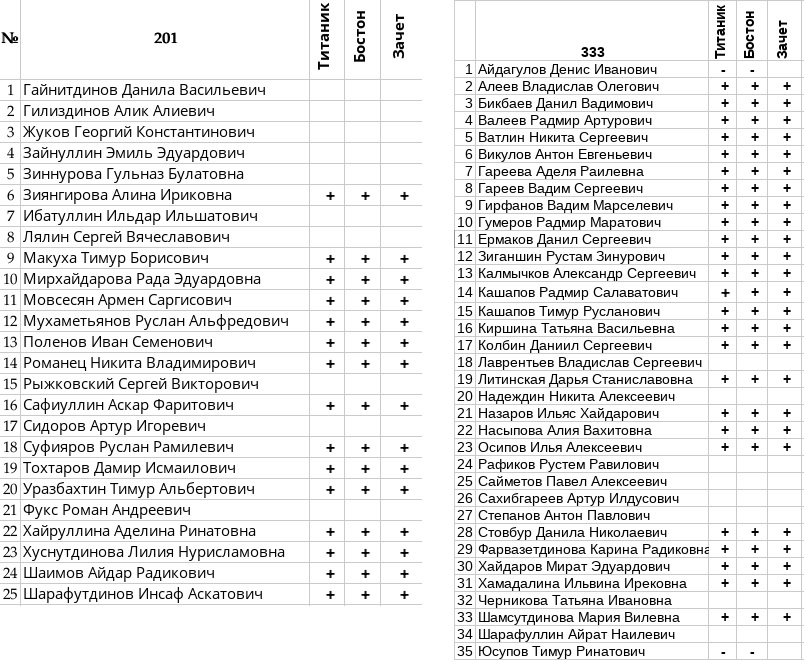 № 201 Титаник Бостон Зачет
1 Гайнитдинов Данила Васильевич
2 Гилиздинов Алик Алиевич
3 Жуков Георгий Константинович
4 Зайнуллин Эмиль Эдуардович
5 Зиннурова Гульназ Булатовна
6 Зиянгирова Алина Ириковна + + +
7 Ибатуллин Ильдар Ильшатович
8 Лялин Сергей Вячеславович
9 Макуха Тимур Борисович + + +
10 Мирхайдарова Рада Эдуардовна + + +
11 Мовсесян Армен Саргисович + + +
12 Мухаметьянов Руслан Альфредович + + +
13 Поленов Иван Семенович + + +
14 Романец Никита Владимирович + + +
15 Рыжковский Сергей Викторович
16 Сафиуллин Аскар Фаритович + + +
17 Сидоров Артур Игоревич
18 Суфияров Руслан Рамилевич + + +
19 Тохтаров Дамир Исмаилович + + +
20 Уразбахтин Тимур Альбертович + + +
21 Фукс Роман Андреевич
22 Хайруллина Аделина Ринатовна + + +
23 Хуснутдинова Лилия Нурисламовна + + +
24 Шаимов Айдар Радикович + + +
25 Шарафутдинов Инсаф Аскатович + + +
333 Титаник Бостон Зачет
1 Айдагулов Денис Иванович - -
2 Алеев Владислав Олегович + + +
3 Бикбаев Данил Вадимович + + +
4 Валеев Радмир Артурович + + +
5 Ватлин Никита Сергеевич + + +
6 Викулов Антон Евгеньевич + + +
7 Гареева Аделя Раилевна + + +
8 Гареев Вадим Сергеевич + + +
9 Гирфанов Вадим Марселевич + + +
10 Гумеров Радмир Маратович + + +
11 Ермаков Данил Сергеевич + + +
12 Зиганшин Рустам Зинурович + + +
13 Калмычков Александр Сергеевич + + +
14 Кашапов Радмир Салаватович + + +
15 Кашапов Тимур Русланович + + +
16 Киршина Татьяна Васильевна + + +
17 Колбин Даниил Сергеевич + + +
18 Лаврентьев Владислав Сергеевич
19 Литинская Дарья Станиславовна + + +
20 Надеждин Никита Алексеевич
21 Назаров Ильяс Хайдарович + + +
22 Насыпова Алия Вахитовна + + +
23 Осипов Илья Алексеевич + + +
24 Рафиков Рустем Равилович
25 Сайметов Павел Алексеевич
26 Сахибгареев Артур Илдусович
27 Степанов Антон Павлович
28 Стовбур Данила Николаевич + + +
29 Фарвазетдинова Карина Радиковна + + +
30 Хайдаров Мират Эдуардович + + +
31 Хамадалина Ильвина Ирековна + + +
32 Черникова Татьяна Ивановна
33 Шамсутдинова Мария Вилевна + + +
34 Шарафуллин Айрат Наилевич
35 Юсупов Тимур Ринатович - -